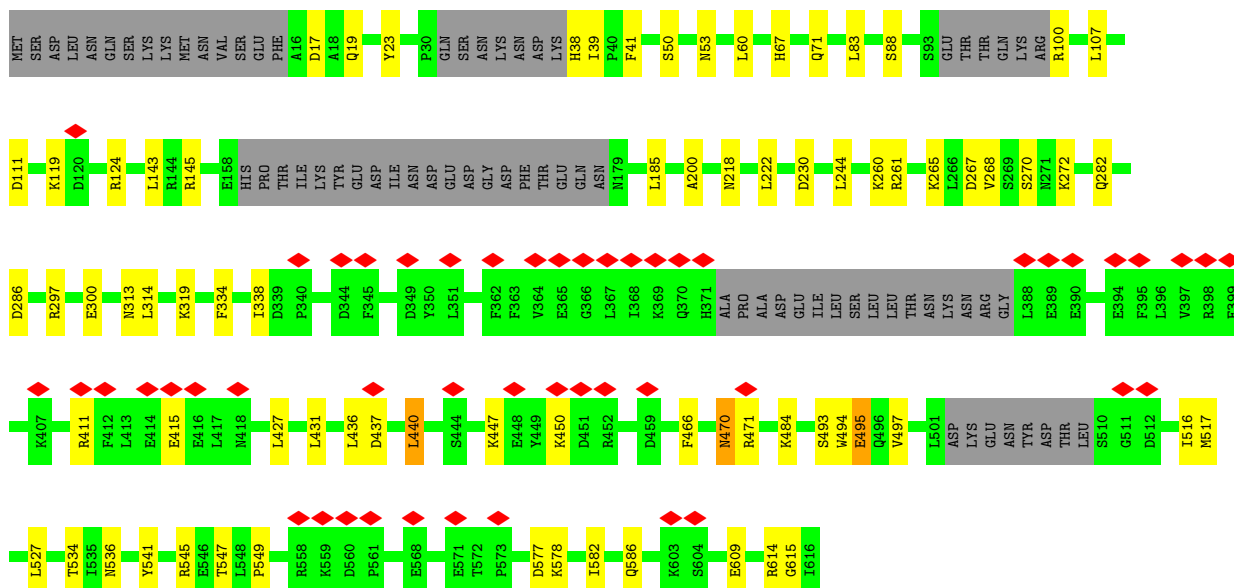 MET SER ASP LEU ASN GLN SER LYS LYS MET ASN VAL SER GLU PHE A16 D17 A18 Q19 Y23 P30 GLN SER ASN LYS ASN ASP LYS H38 I39 P40 F41 S50 N53 L60 H67 Q71 L83 S88 S93 GLU THR THR GLN LYS ARG R100 L107
D111 K119 D120 R124 L143 R144 R145 E158 HIS PRO THR ILE LYS TYR GLU ASP ILE ASN ASP GLU ASP GLY ASP PHE THR GLU GLN ASN N179 L185 A200 N218 L222 D230 L244 K260 R261 K265 L266 D267 V268 S269 S270 N271 K272 Q282
D286 R297 E300 N313 L314 K319 F334 I338 D339 P340 D344 F345 D349 Y350 L351 F362 F363 V364 E365 G366 L367 I368 K369 Q370 H371 ALA PRO ALA ASP GLU ILE LEU SER LEU LEU THR ASN LYS ASN ARG GLY L388 E389 E390 E394 F395 L396 V397 R398 E399
K407 R411 F412 L413 E414 E415 E416 L417 N418 L427 L431 L436 D437 L440 S444 K447 E448 Y449 K450 D451 R452 D459 F466 N470 R471 K484 S493 W494 E495 Q496 V497 L501 ASP LYS GLU ASN TYR ASP THR LEU S510 G511 D512 I516 M517
L527 T534 I535 N536 Y541 R545 E546 T547 L548 P549 R558 K559 D560 P561 E568 E571 T572 P573 D577 K578 I582 Q586 K603 S604 E609 R614 G615 I616